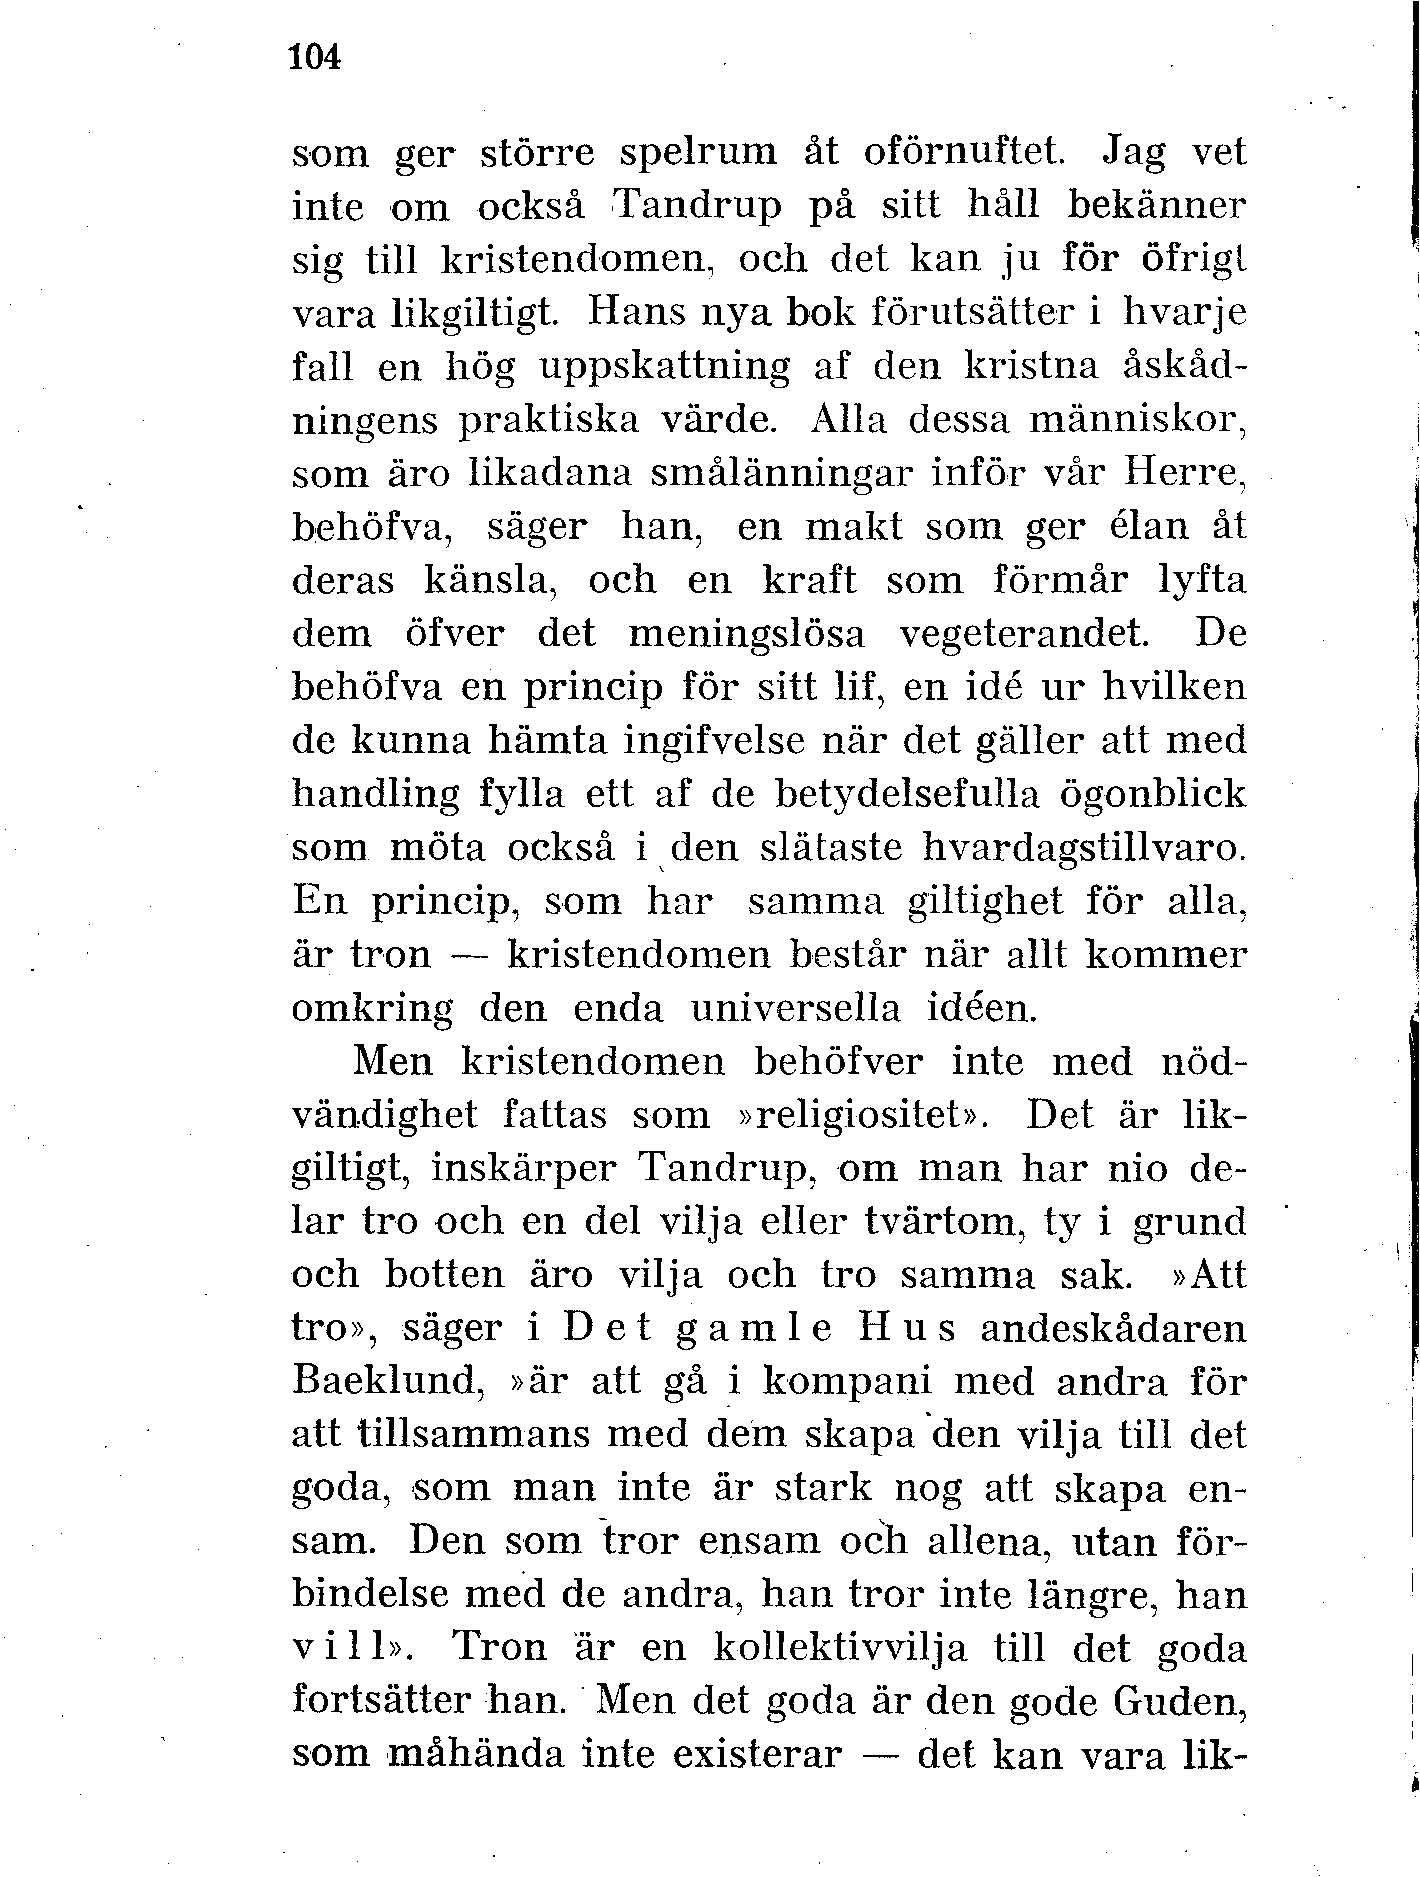 104
som ger större spelrum åt oförnuftet. Jag vet
inte om också Tandrup på sitt håll bekänner
sig till kristendomen, och det kan ju för öfrigt
vara likgiltigt. Hans nya bok förutsätter i hvarje
fall en hög uppskattning af den kristna åskåd-
ningens praktiska värde. Alla dessa människor,
som äro likadana smålänningar inför vår Herre,
behöfva, säger han, en makt som ger élan åt
deras känsla, och en kraft som förmår lyfta
dem öfver det meningslösa vegeterandet. De
behöfva en princip för sitt lif, en idé ur hvilken
de kunna hämta ingifvelse när det gäller att med
handling fylla ett af de betydelsefulla ögonblick
som möta också i den slätaste hvardagstillvaro.
En princip, som har samma giltighet för alla,
är tron — kristendomen består när allt kommer
omkring den enda universella idéen.
Men kristendomen behöfver inte med nöd-
vändighet fattas som »religiositet». Det är lik-
giltigt, inskärper Tandrup, om man har nio de-
lar tro och en del vilja eller tvärtom, ty i grund
och botten äro vilja och tro samma sak. »Att
tro», säger i Det gamle Hus andeskådaren
Baeklund, »är att gå i kompani med andra för
att tillsammans med dem skapa den vilja till det
goda, som man inte är stark nog att skapa en-
sam. Den som tror ensam och allena, utan för-
bindelse med de andra, han tror inte längre, han
vill». Tron är en kollektivvilja till det goda
fortsätter han. Men det goda är den gode Guden,
som måhända inte existerar — det kan vara lik-